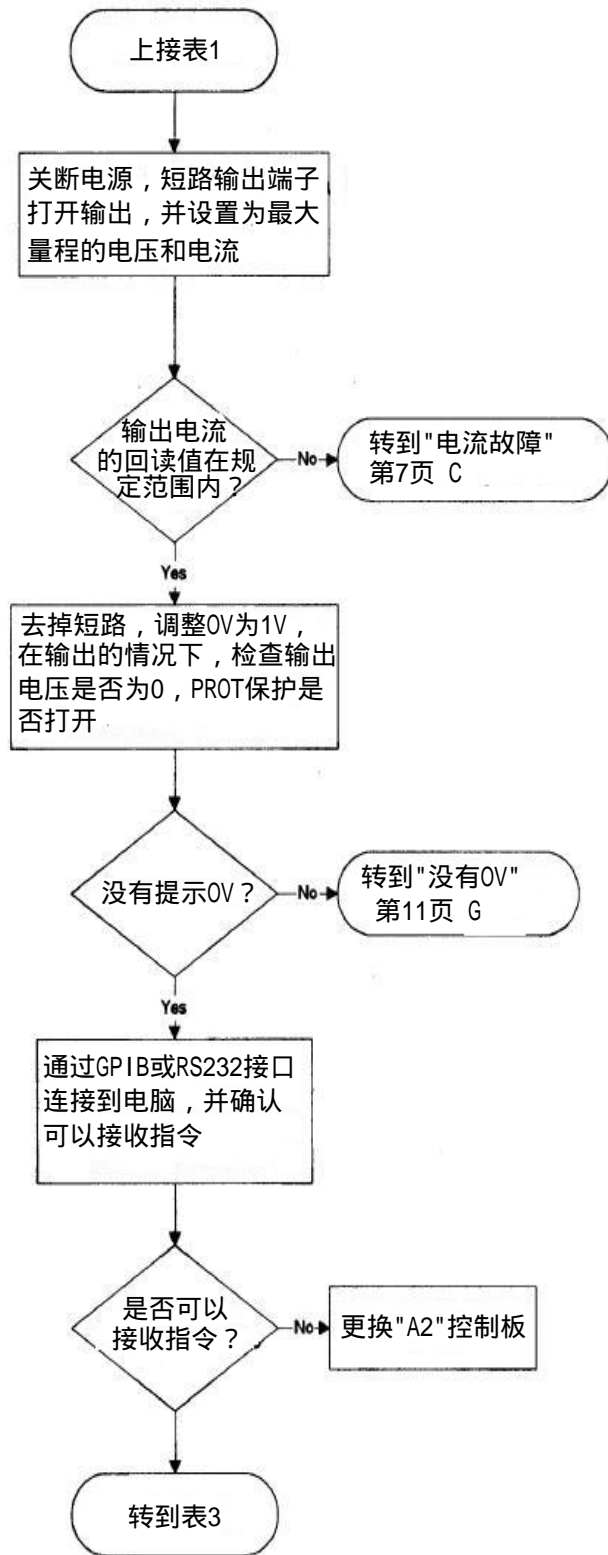 上接表1
关断电源，短路输出端子
打开输出，并设置为最大
量程的电压和电流
输出电流
的回读值在规
定范围内？
No
转到"电流故障"
第7页 C
Yes
去掉短路，调整OV为1V，
在输出的情况下，检查输出
电压是否为0，PROT保护是
否打开
没有提示OV？
No
转到"没有OV"
第11页 G
Yes
通过GPIB或RS232接口
连接到电脑，并确认
可以接收指令
是否可以
接收指令？
No
更换"A2"控制板
转到表3